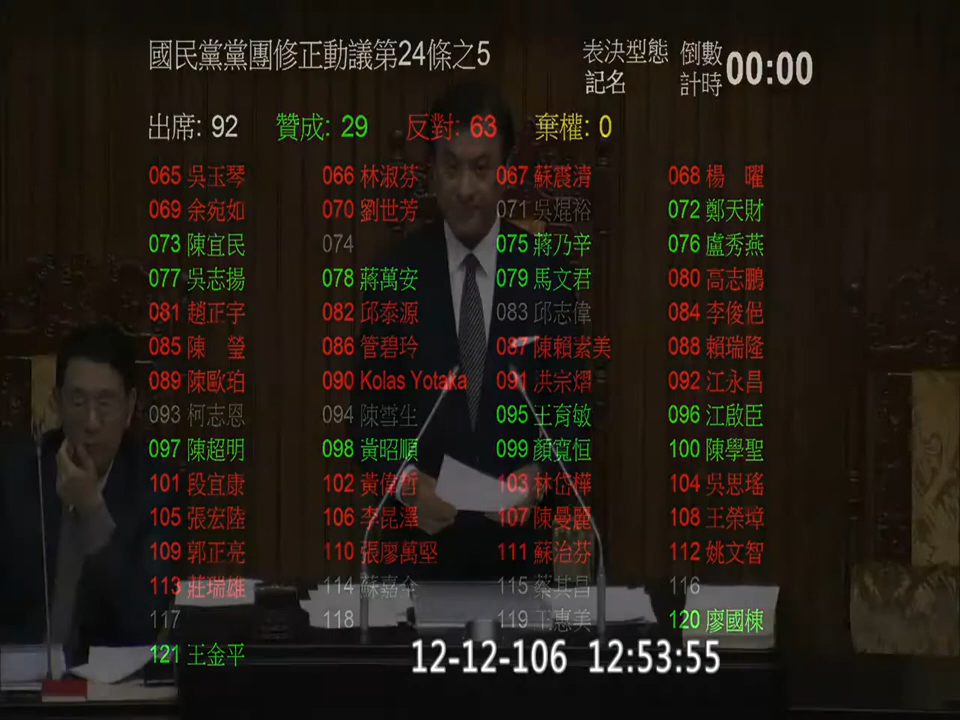 國民黨黨團修正動議第24條之5 表決型態 記名 倒數計時 00:00
出席: 92 贊成: 29 反對: 63 棄權: 0
065 吳玉琴 066 林淑芬 067 蘇震清 068 楊 曜
069 余宛如 070 劉世芳 071 吳焜裕 072 鄭天財
073 陳宜民 074 075 蔣乃辛 076 盧秀燕
077 吳志揚 078 蔣萬安 079 馬文君 080 高志鵬
081 趙正宇 082 邱泰源 083 邱志偉 084 李俊俋
085 陳 瑩 086 管碧玲 087 陳賴素美 088 賴瑞隆
089 陳歐珀 090 Kolas Yotaka 091 洪宗熠 092 江永昌
093 柯志恩 094 陳雪生 095 王育敏 096 江啟臣
097 陳超明 098 黃昭順 099 顏寬恒 100 陳學聖
101 段宜康 102 黃偉哲 103 林岱樺 104 吳思瑤
105 張宏陸 106 李昆澤 107 陳曼麗 108 王榮璋
109 郭正亮 110 張廖萬堅 111 蘇治芬 112 姚文智
113 莊瑞雄 114 蘇嘉全 115 蔡其昌 116
117 118 119 王惠美 120 廖國棟
121 王金平
12-12-106 12:53:55